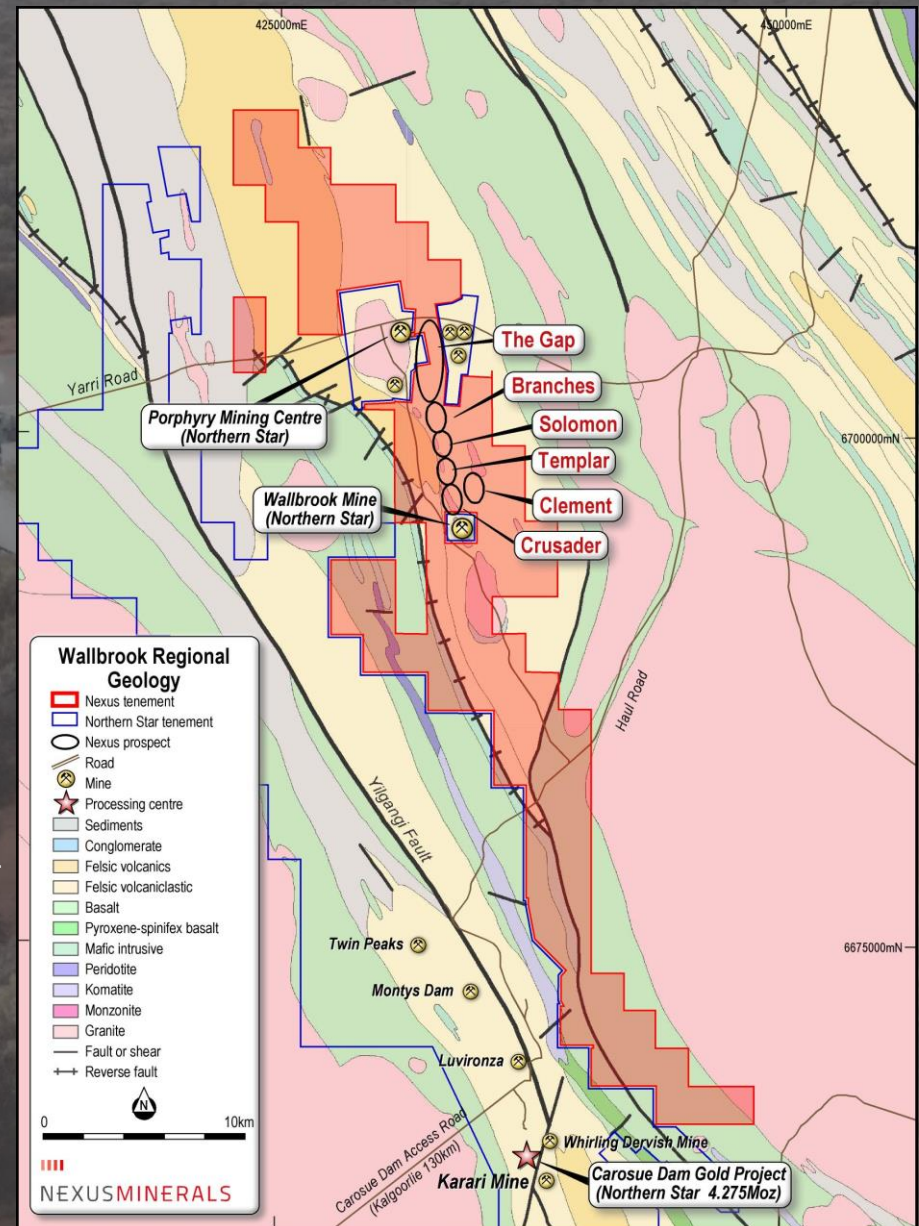 425000mE
450000mE
The Gap
Yarri Road
Branches
Porphyry Mining Centre
(Northern Star)
Solomon
6700000mN
Templar
Wallbrook Mine
(Northern Star)
Clement
Crusader
Wallbrook Regional
Geology
Nexus tenement
Northern Star tenement
Nexus prospect
Road
Mine
Processing centre
Sediments
Conglomerate
Felsic volcanics
Felsic volcaniclastic
Basalt
Pyroxene-spinifex basalt
Mafic intrusive
Peridotite
Komatite
Monzonite
Granite
Fault or shear
Reverse fault
N
0 10km
NEXUSMINERALS
Haul Road
Yilgangi Fault
Twin Peaks
6675000mN
Montys Dam
Luvironza
Carosue Dam Access Road
(Kalgoorlie 130km)
Whirling Dervish Mine
Karari Mine
Carosue Dam Gold Project
(Northern Star 4.275Moz)